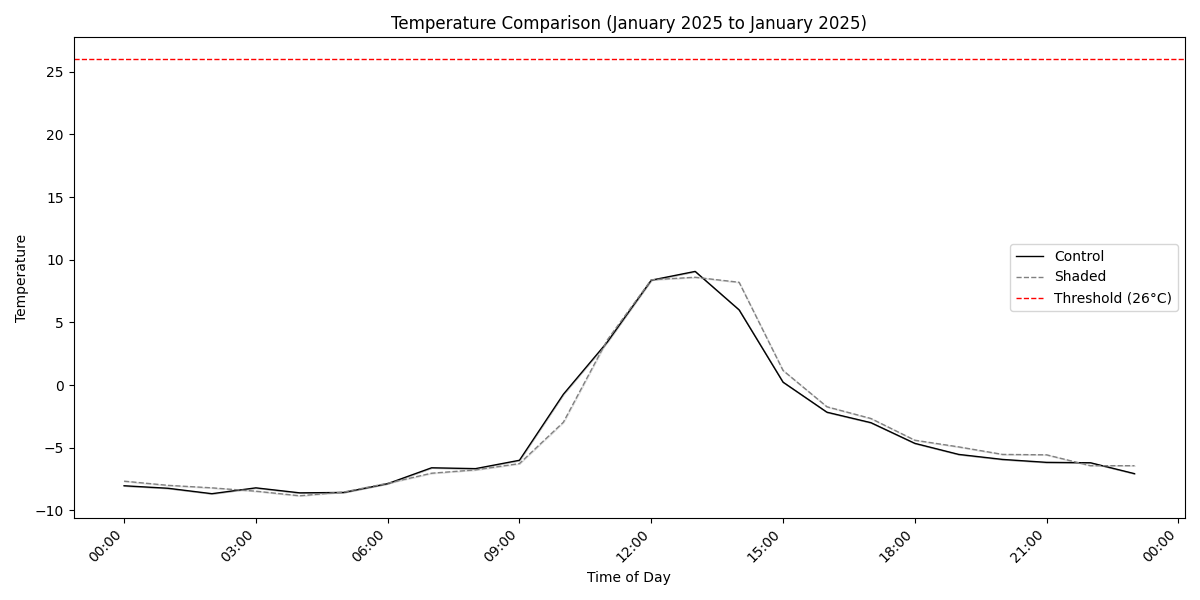 Temperature Comparison (January 2025 to January 2025)
25
20
15
10
5
0
−5
−10
Temperature
Control
Shaded
Threshold (26°C)
00:00
03:00
06:00
09:00
12:00
15:00
18:00
21:00
00:00
Time of Day